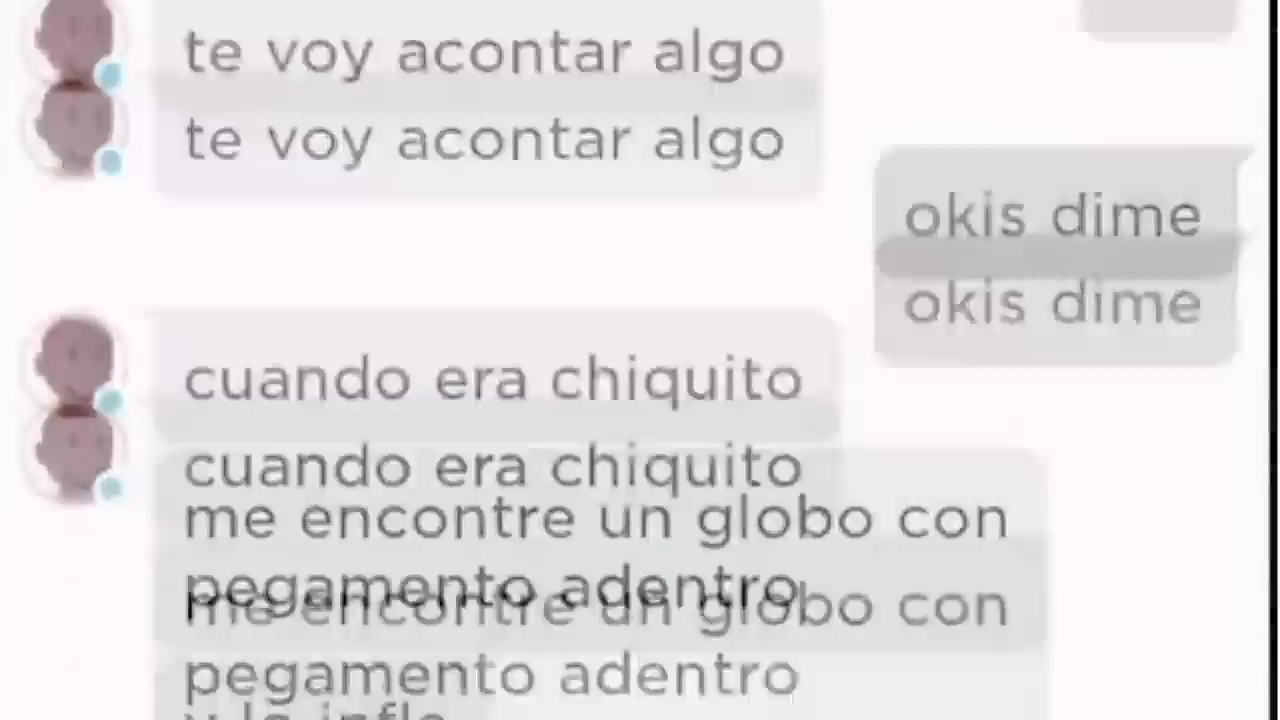 te voy acontar algo
te voy acontar algo
okis dime
okis dime
cuando era chiquito
cuando era chiquito
me encontre un globo con
pegamento adentro
me encontre un globo con
pegamento adentro